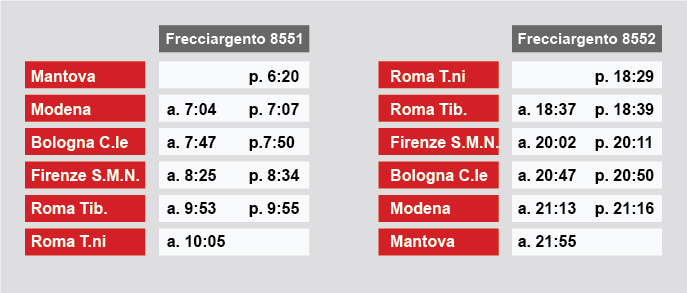 Frecciargento 8551
Mantova p. 6:20
Modena a. 7:04 p. 7:07
Bologna C.le a. 7:47 p.7:50
Firenze S.M.N. a. 8:25 p. 8:34
Roma Tib. a. 9:53 p. 9:55
Roma T.ni a. 10:05
Frecciargento 8552
Roma T.ni p. 18:29
Roma Tib. a. 18:37 p. 18:39
Firenze S.M.N. a. 20:02 p. 20:11
Bologna C.le a. 20:47 p. 20:50
Modena a. 21:13 p. 21:16
Mantova a. 21:55